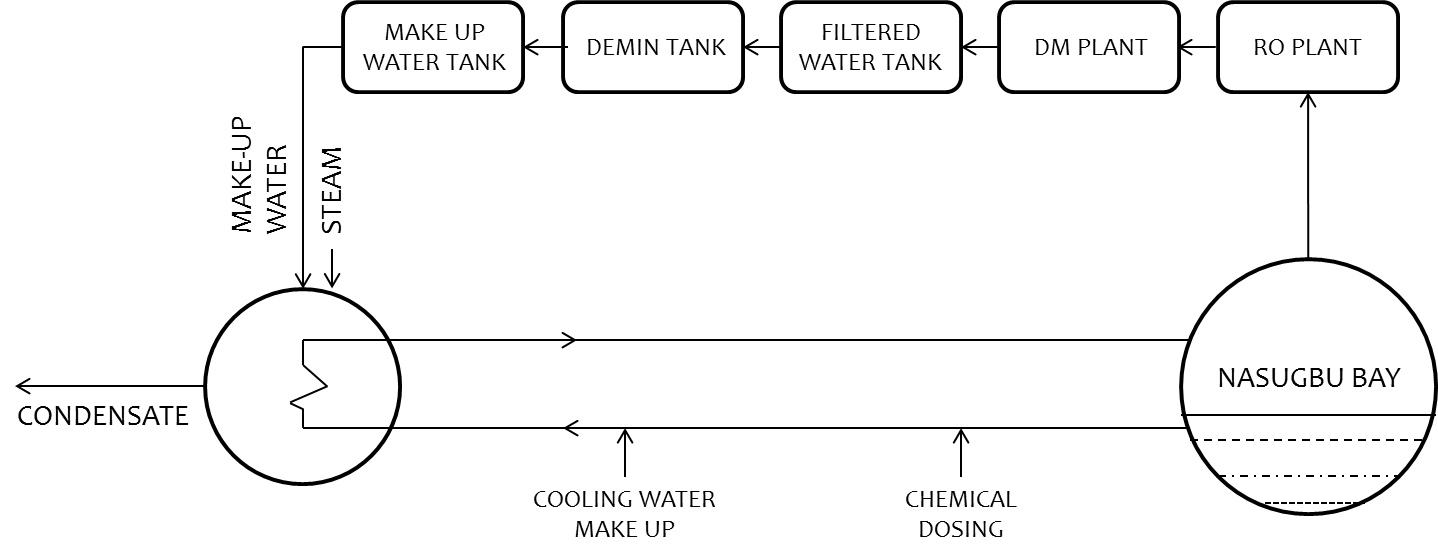 MAKE UP
WATER TANK
DEMIN TANK
FILTERED
WATER TANK
DM PLANT
RO PLANT
MAKE-UP
WATER
STEAM
NASUGBU BAY
CONDENSATE
COOLING WATER
MAKE UP
CHEMICAL
DOSING